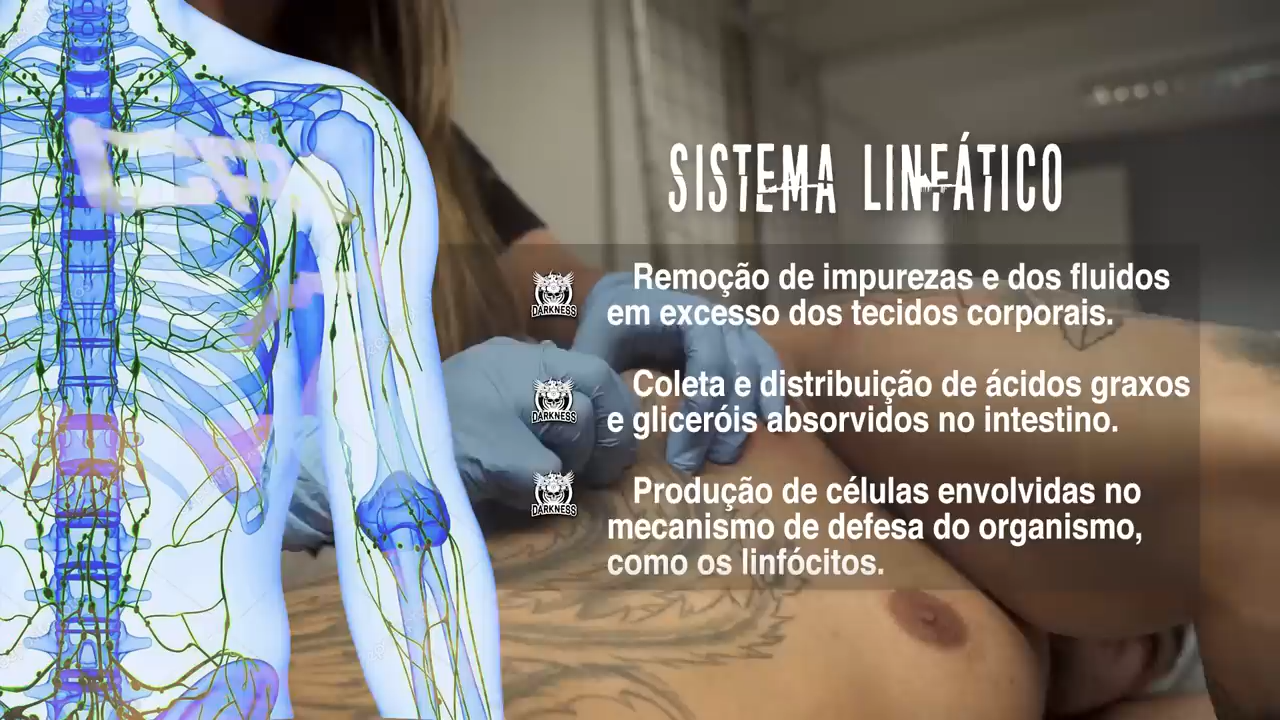 SISTEMA LINFÁTICO
Remoção de impurezas e dos fluidos
em excesso dos tecidos corporais.
DARKNESS
Coleta e distribuição de ácidos graxos
e gliceróis absorvidos no intestino.
DARKNESS
Produção de células envolvidas no
mecanismo de defesa do organismo,
como os linfócitos.
DARKNESS